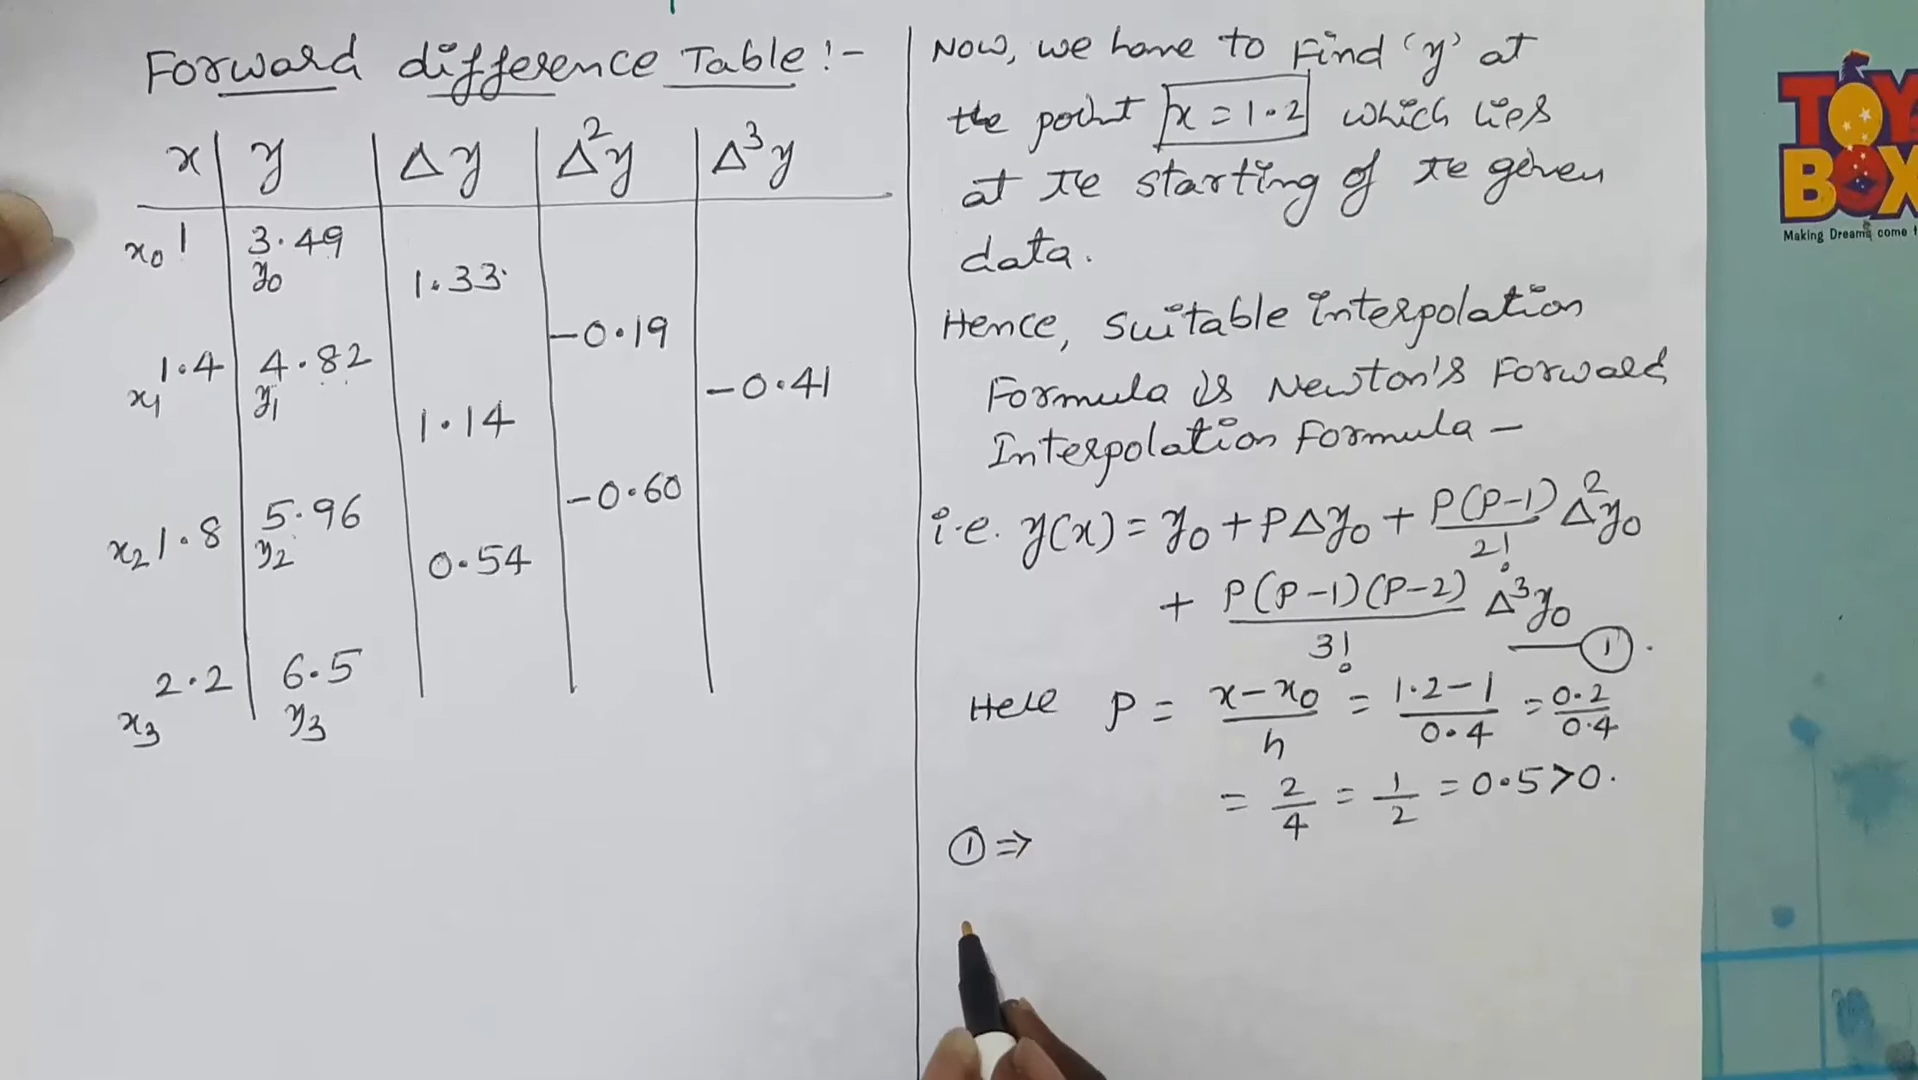 Forward difference Table :-
x y Δy Δ²y Δ³y
x0 1 3.49
y0
1.33
-0.19
x1 1.4 4.82
y1
-0.41
1.14
-0.60
x2 1.8 5.96
y2
0.54
x3 2.2 6.5
y3
Now, we have to Find 'y' at
the point x = 1.2 which lies
at te starting of te given
data.
Hence, Suitable interpolation
Formula is Newton's Forward
Interpolation Formula -
i.e. y(x) = y0 + PΔy0 + P(P-1)/2! Δ²y0
+ P(P-1)(P-2)/3! Δ³y0 — ①.
Here P = x-x0/h = 1.2-1/0.4 = 0.2/0.4
= 2/4 = 1/2 = 0.5>0.
① ⇒
TOY
BOX
Making Dreams come t